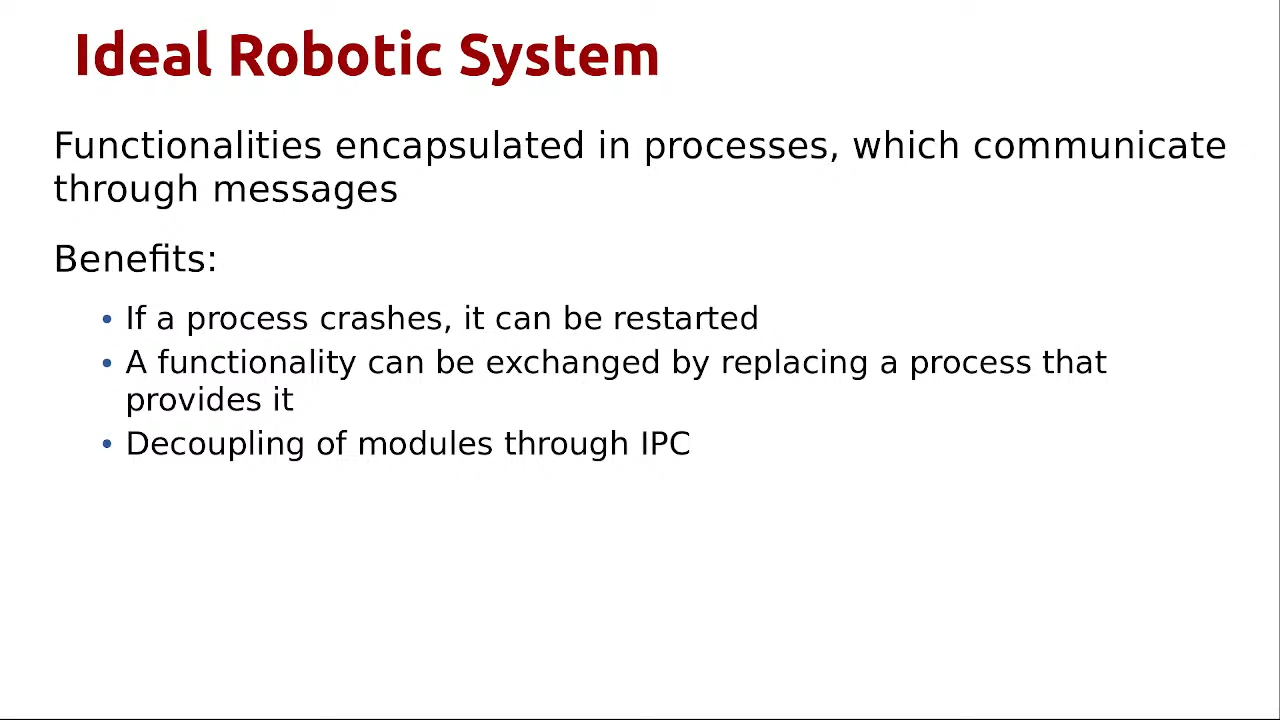 Ideal Robotic System
Functionalities encapsulated in processes, which communicate
through messages
Benefits:
• If a process crashes, it can be restarted
• A functionality can be exchanged by replacing a process that
provides it
• Decoupling of modules through IPC